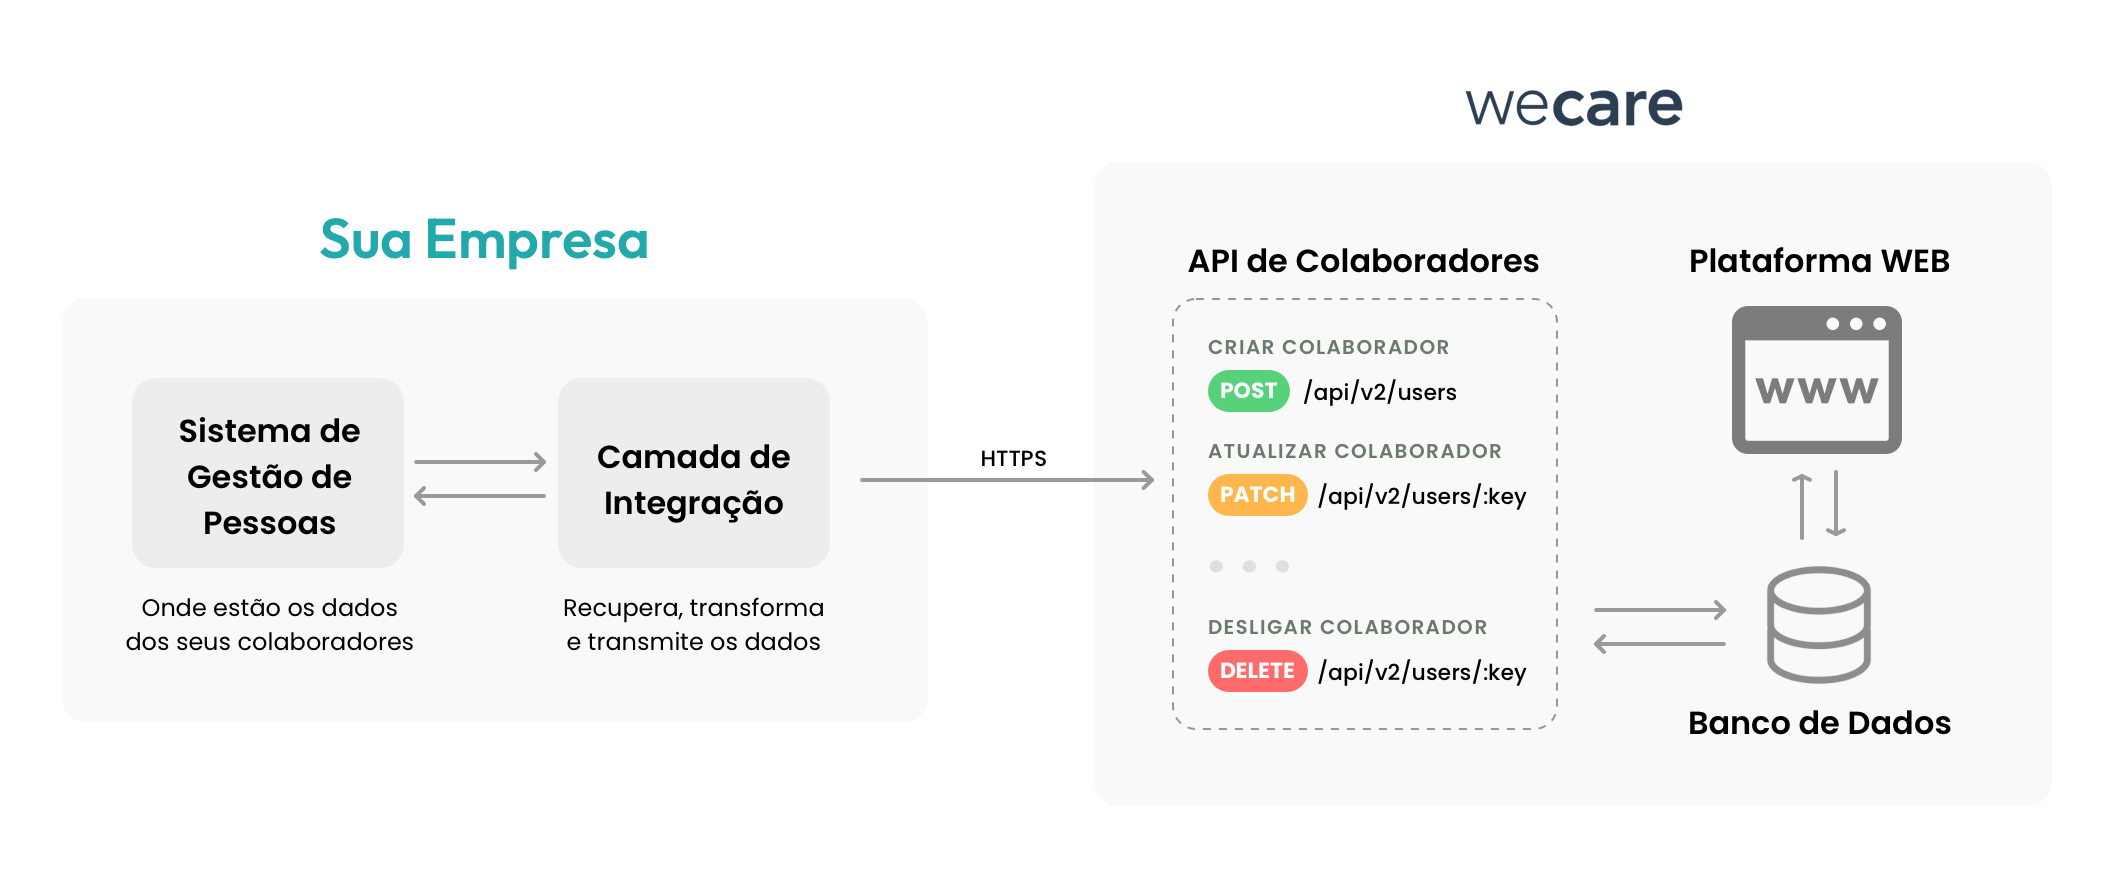 wecare
Sua Empresa
Sistema de
Gestão de
Pessoas
Onde estão os dados
dos seus colaboradores
Camada de
Integração
Recupera, transforma
e transmite os dados
HTTPS
API de Colaboradores
CRIAR COLABORADOR
POST /api/v2/users
ATUALIZAR COLABORADOR
PATCH /api/v2/users/:key
DESLIGAR COLABORADOR
DELETE /api/v2/users/:key
Plataforma WEB
www
Banco de Dados